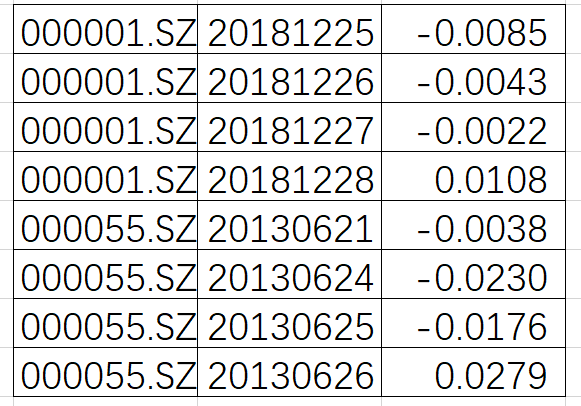 000001.SZ 20181225 -0.0085
000001.SZ 20181226 -0.0043
000001.SZ 20181227 -0.0022
000001.SZ 20181228 0.0108
000055.SZ 20130621 -0.0038
000055.SZ 20130624 -0.0230
000055.SZ 20130625 -0.0176
000055.SZ 20130626 0.0279